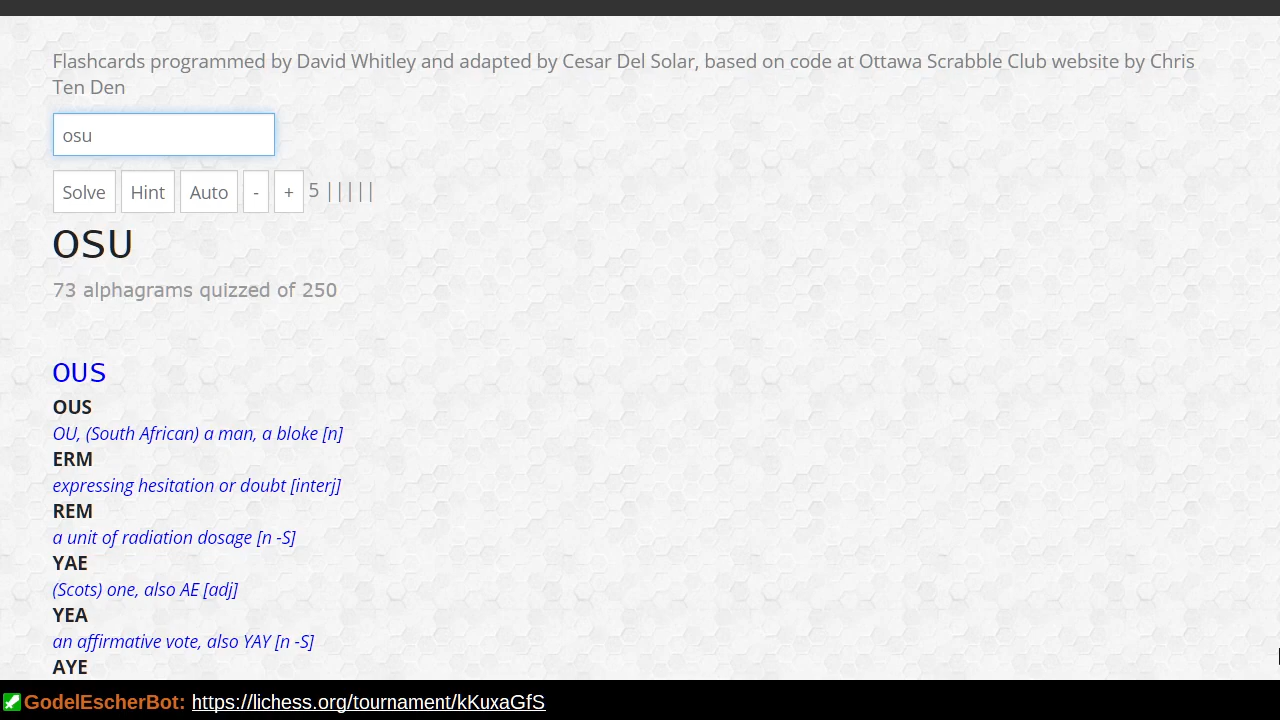 Flashcards programmed by David Whitley and adapted by Cesar Del Solar, based on code at Ottawa Scrabble Club website by Chris
Ten Den
osu
Solve Hint Auto - + 5 | | | | |
OSU
73 alphagrams quizzed of 250
OUS
OUS
OU, (South African) a man, a bloke [n]
ERM
expressing hesitation or doubt [interj]
REM
a unit of radiation dosage [n -S]
YAE
(Scots) one, also AE [adj]
YEA
an affirmative vote, also YAY [n -S]
AYE
GodelEscherBot: https://lichess.org/tournament/kKuxaGfS